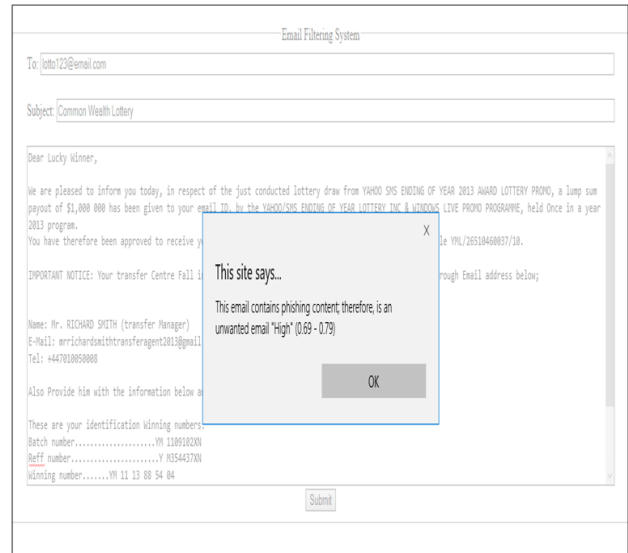 Email Filtering System
To: lotto123@email.com
Subject: Common Wealth Lottery
Dear Lucky Winner,
We are pleased to inform you today, in respect of the just conducted lottery draw from YAHOO SMS ENDING OF YEAR 2013 AWARD LOTTERY PROMO, a lump sum
payout of $1,000 000 has been given to your email ID. by the YAHOO/SMS ENDING OF YEAR LOTTERY INC & WINDOWS LIVE PROMO PROGRAMME, held Once in a year
2013 program.
You have therefore been approved to receive y le YML/26510460037/10.
IMPORTANT NOTICE: Your transfer Centre Fall i rough Email address below;
Name: Mr. RICHARD SMITH (transfer Manager)
E-Mail: mrrichardsmithtransferagent2013@gmail
Tel: +447010050008
Also Provide him with the information below a
These are your identification Winning numbers:
Batch number.....................YM 1109102XN
Reff number.......................Y M354437XN
Winning number.......YM 11 13 88 54 04
X
This site says...
This email contains phishing content; therefore, is an
unwanted email "High" (0.69 - 0.79)
OK
Submit